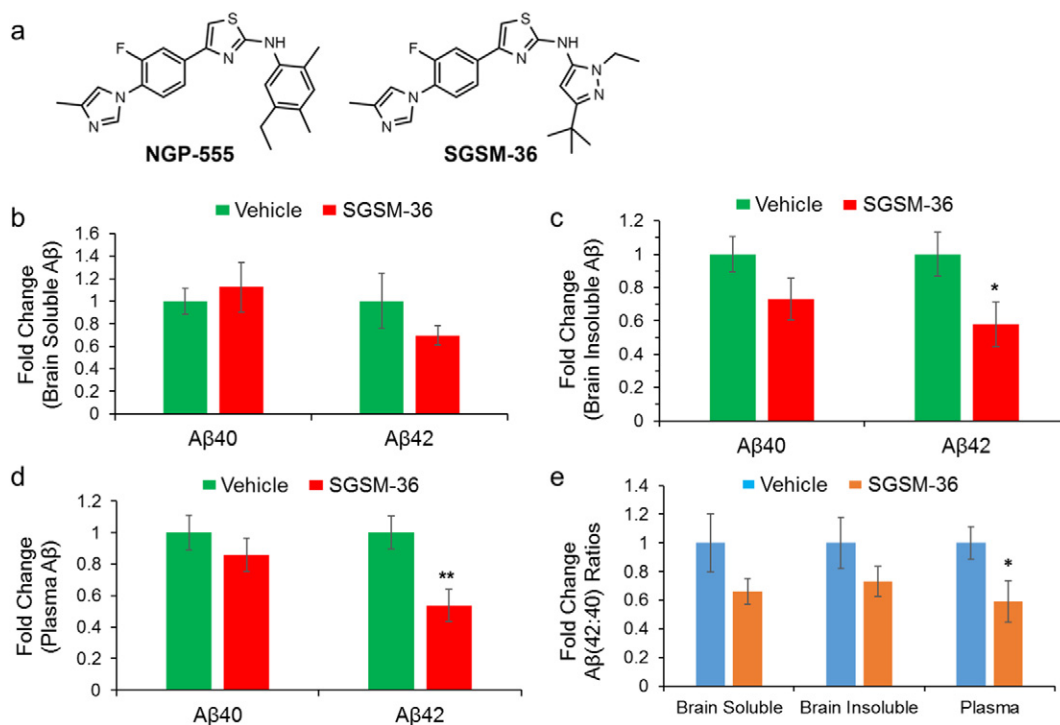 a
S
NH
N
F
N
N
NGP-555
S
NH
N
F
N
N
N
N
SGSM-36
b
Vehicle SGSM-36
Fold Change
(Brain Soluble Aβ)
1.6
1.4
1.2
1
0.8
0.6
0.4
0.2
0
Aβ40 Aβ42
c
Vehicle SGSM-36
Fold Change
(Brain Insoluble Aβ)
1.2
1
0.8
0.6
0.4
0.2
0
*
Aβ40 Aβ42
d
Vehicle SGSM-36
Fold Change
(Plasma Aβ)
1.2
1
0.8
0.6
0.4
0.2
0
**
Aβ40 Aβ42
e
Vehicle SGSM-36
Fold Change
Aβ(42:40) Ratios
1.4
1.2
1
0.8
0.6
0.4
0.2
0
*
Brain Soluble Brain Insoluble Plasma